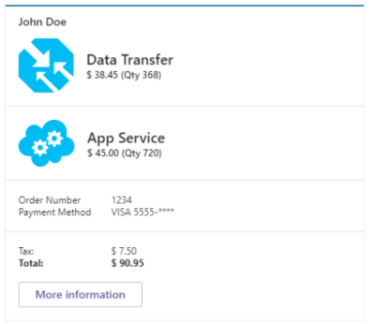 John Doe
Data Transfer
$ 38.45 (Qty 368)
App Service
$ 45.00 (Qty 720)
Order Number 1234
Payment Method VISA 5555-****
Tax: $ 7.50
Total: $ 90.95
More information